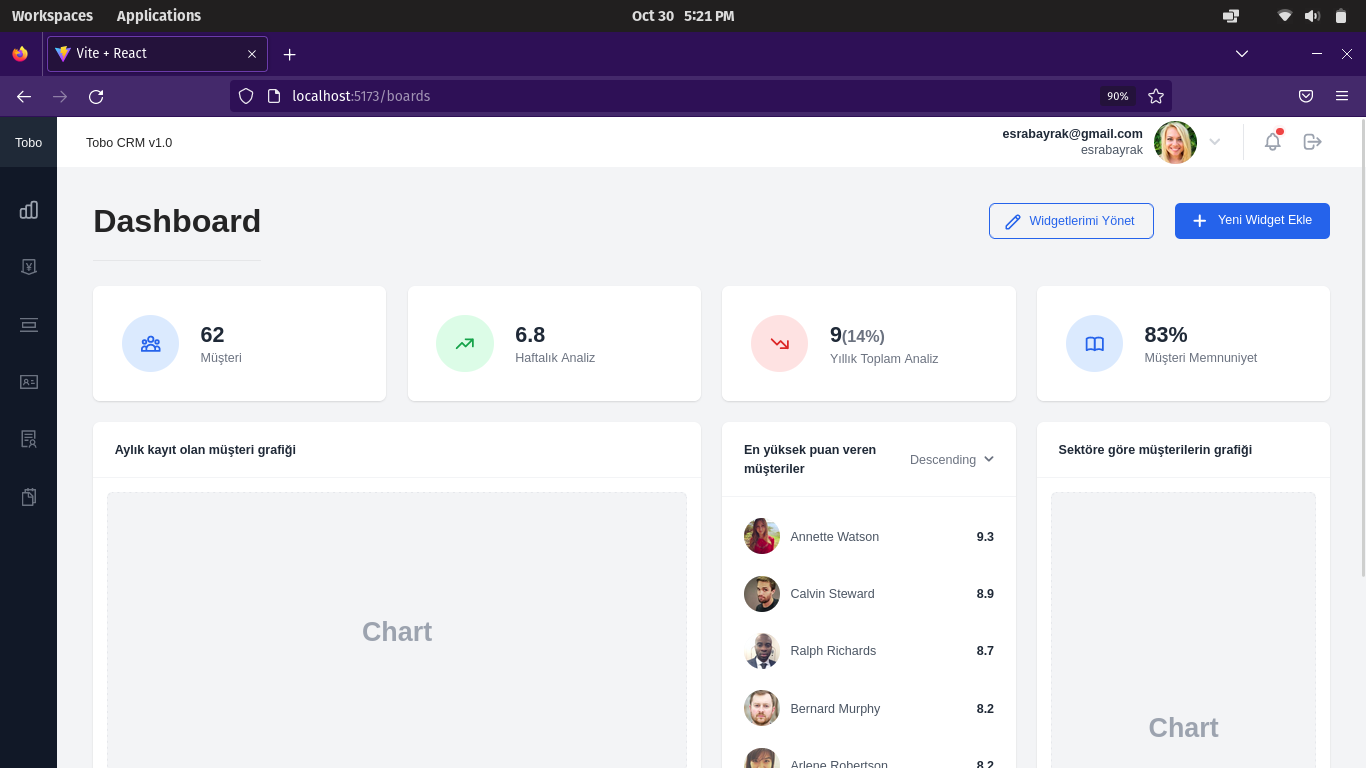 Workspaces Applications Oct 30 5:21 PM
Vite + React
localhost:5173/boards 90%
Tobo
Tobo CRM v1.0
esrabayrak@gmail.com
esrabayrak
Dashboard
Widgetlerimi Yönet
Yeni Widget Ekle
62
Müşteri
6.8
Haftalık Analiz
9(14%)
Yıllık Toplam Analiz
83%
Müşteri Memnuniyet
Aylık kayıt olan müşteri grafiği
Chart
En yüksek puan veren
müşteriler
Descending
Annette Watson 9.3
Calvin Steward 8.9
Ralph Richards 8.7
Bernard Murphy 8.2
Arlene Robertson 8.2
Sektöre göre müşterilerin grafiği
Chart